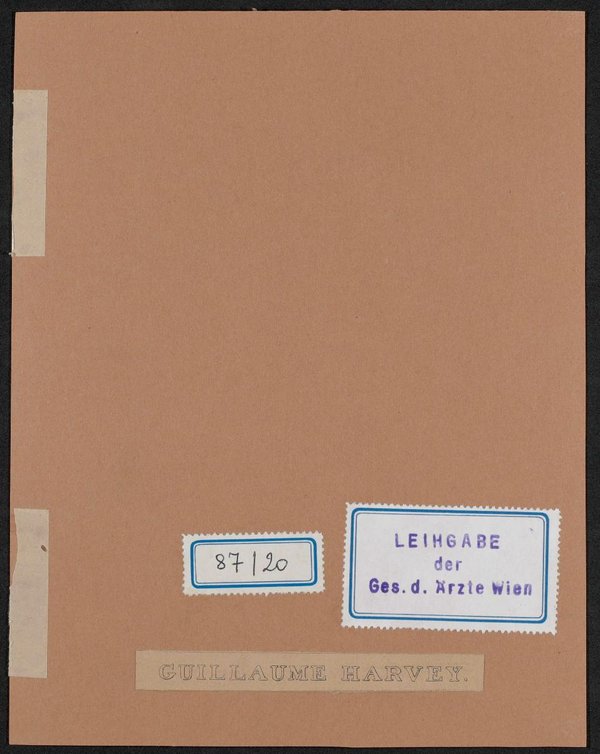 87/20
LEIHGABE
der
Ges. d. Ärzte Wien
GUILLAUME HARVEY.